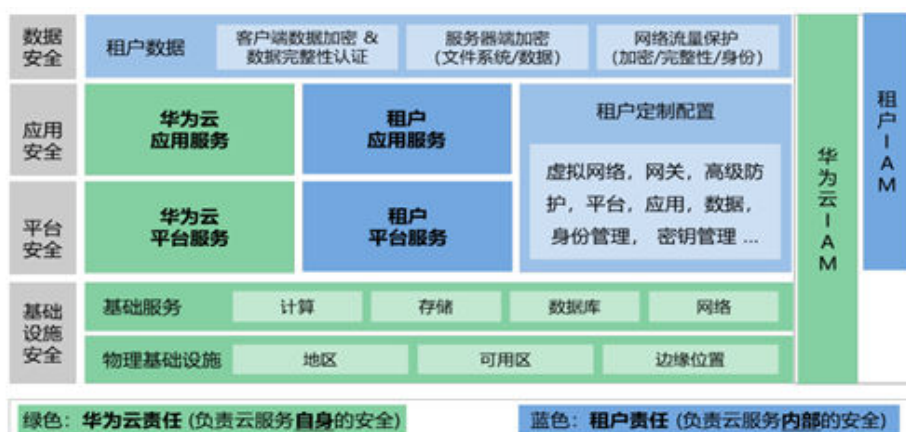 数据
安全
租户数据
客户端数据加密 &
数据完整性认证
服务器端加密
(文件系统/数据)
网络流量保护
(加密/完整性/身份)
应用
安全
华为云
应用服务
租户
应用服务
租户定制配置
虚拟网络，网关，高级防
护，平台，应用，数据，
身份管理， 密钥管理 ...
平台
安全
华为云
平台服务
租户
平台服务
基础
设施
安全
基础服务
计算
存储
数据库
网络
物理基础设施
地区
可用区
边缘位置
华为云IAM
租户IAM
绿色：华为云责任 (负责云服务自身的安全)
蓝色：租户责任 (负责云服务内部的安全)